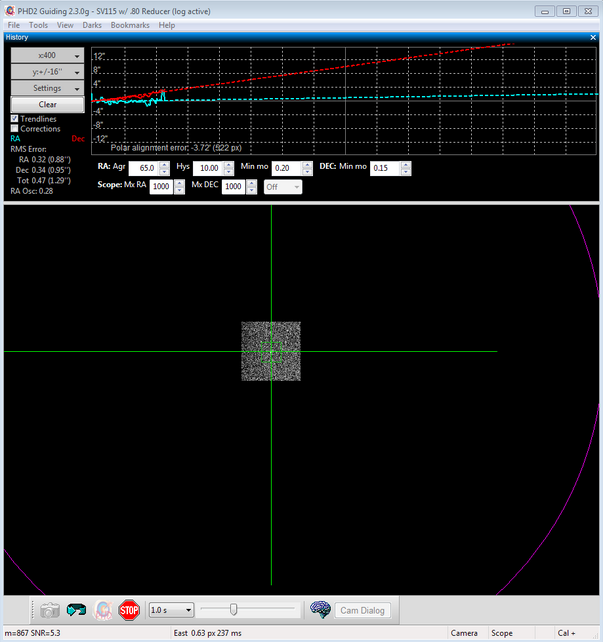 PHD2 Guiding 2.3.0g - SV115 w/ .80 Reducer (log active)
File Tools View Darks Bookmarks Help
History
x:400
y:+/-16"
Settings
Clear
Trendlines
Corrections
RA Dec
RMS Error:
RA 0.32 (0.88")
Dec 0.34 (0.95")
Tot 0.47 (1.29")
RA Osc: 0.28
12"
8"
4"
-4"
-8"
-12"
Polar alignment error: -3.72' (522 px)
RA: Agr 65.0 Hys 10.00 Min mo 0.20 DEC: Min mo 0.15
Scope: Mx RA 1000 Mx DEC 1000 Off
STOP 1.0 s Cam Dialog
m=867 SNR=5.3 East 0.63 px 237 ms Camera Scope Cal +